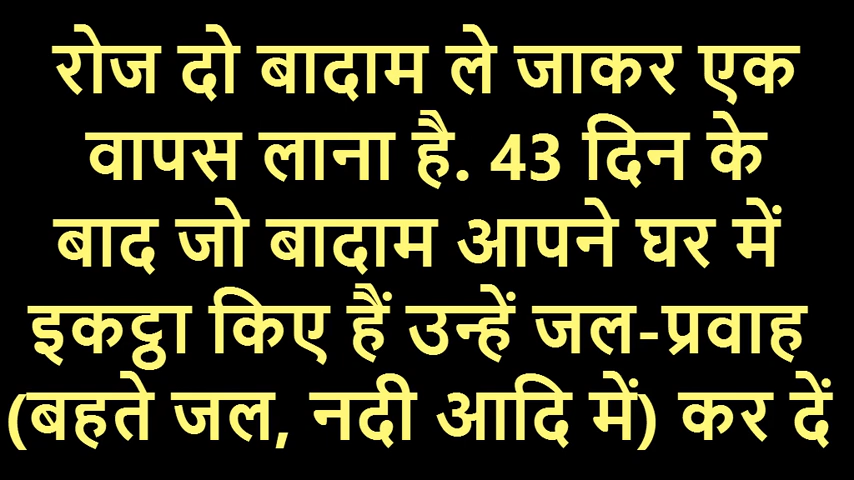 रोज दो बादाम ले जाकर एक
वापस लाना है. 43 दिन के
बाद जो बादाम आपने घर में
इकट्ठा किए हैं उन्हें जल-प्रवाह
(बहते जल, नदी आदि में) कर दें